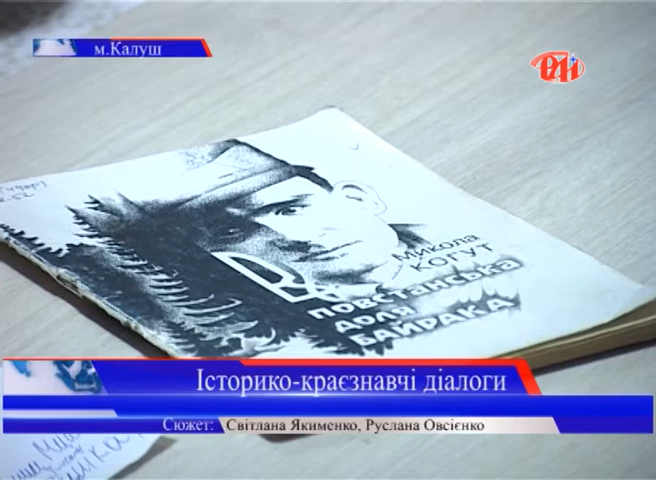 м.Калуш
Микола
КОГУТ
ПОВСТАНСЬКА
ДОЛЯ
БАЙРАКА
Історико-краєзнавчі діалоги
Сюжет: Світлана Якименко, Руслана Овсієнко